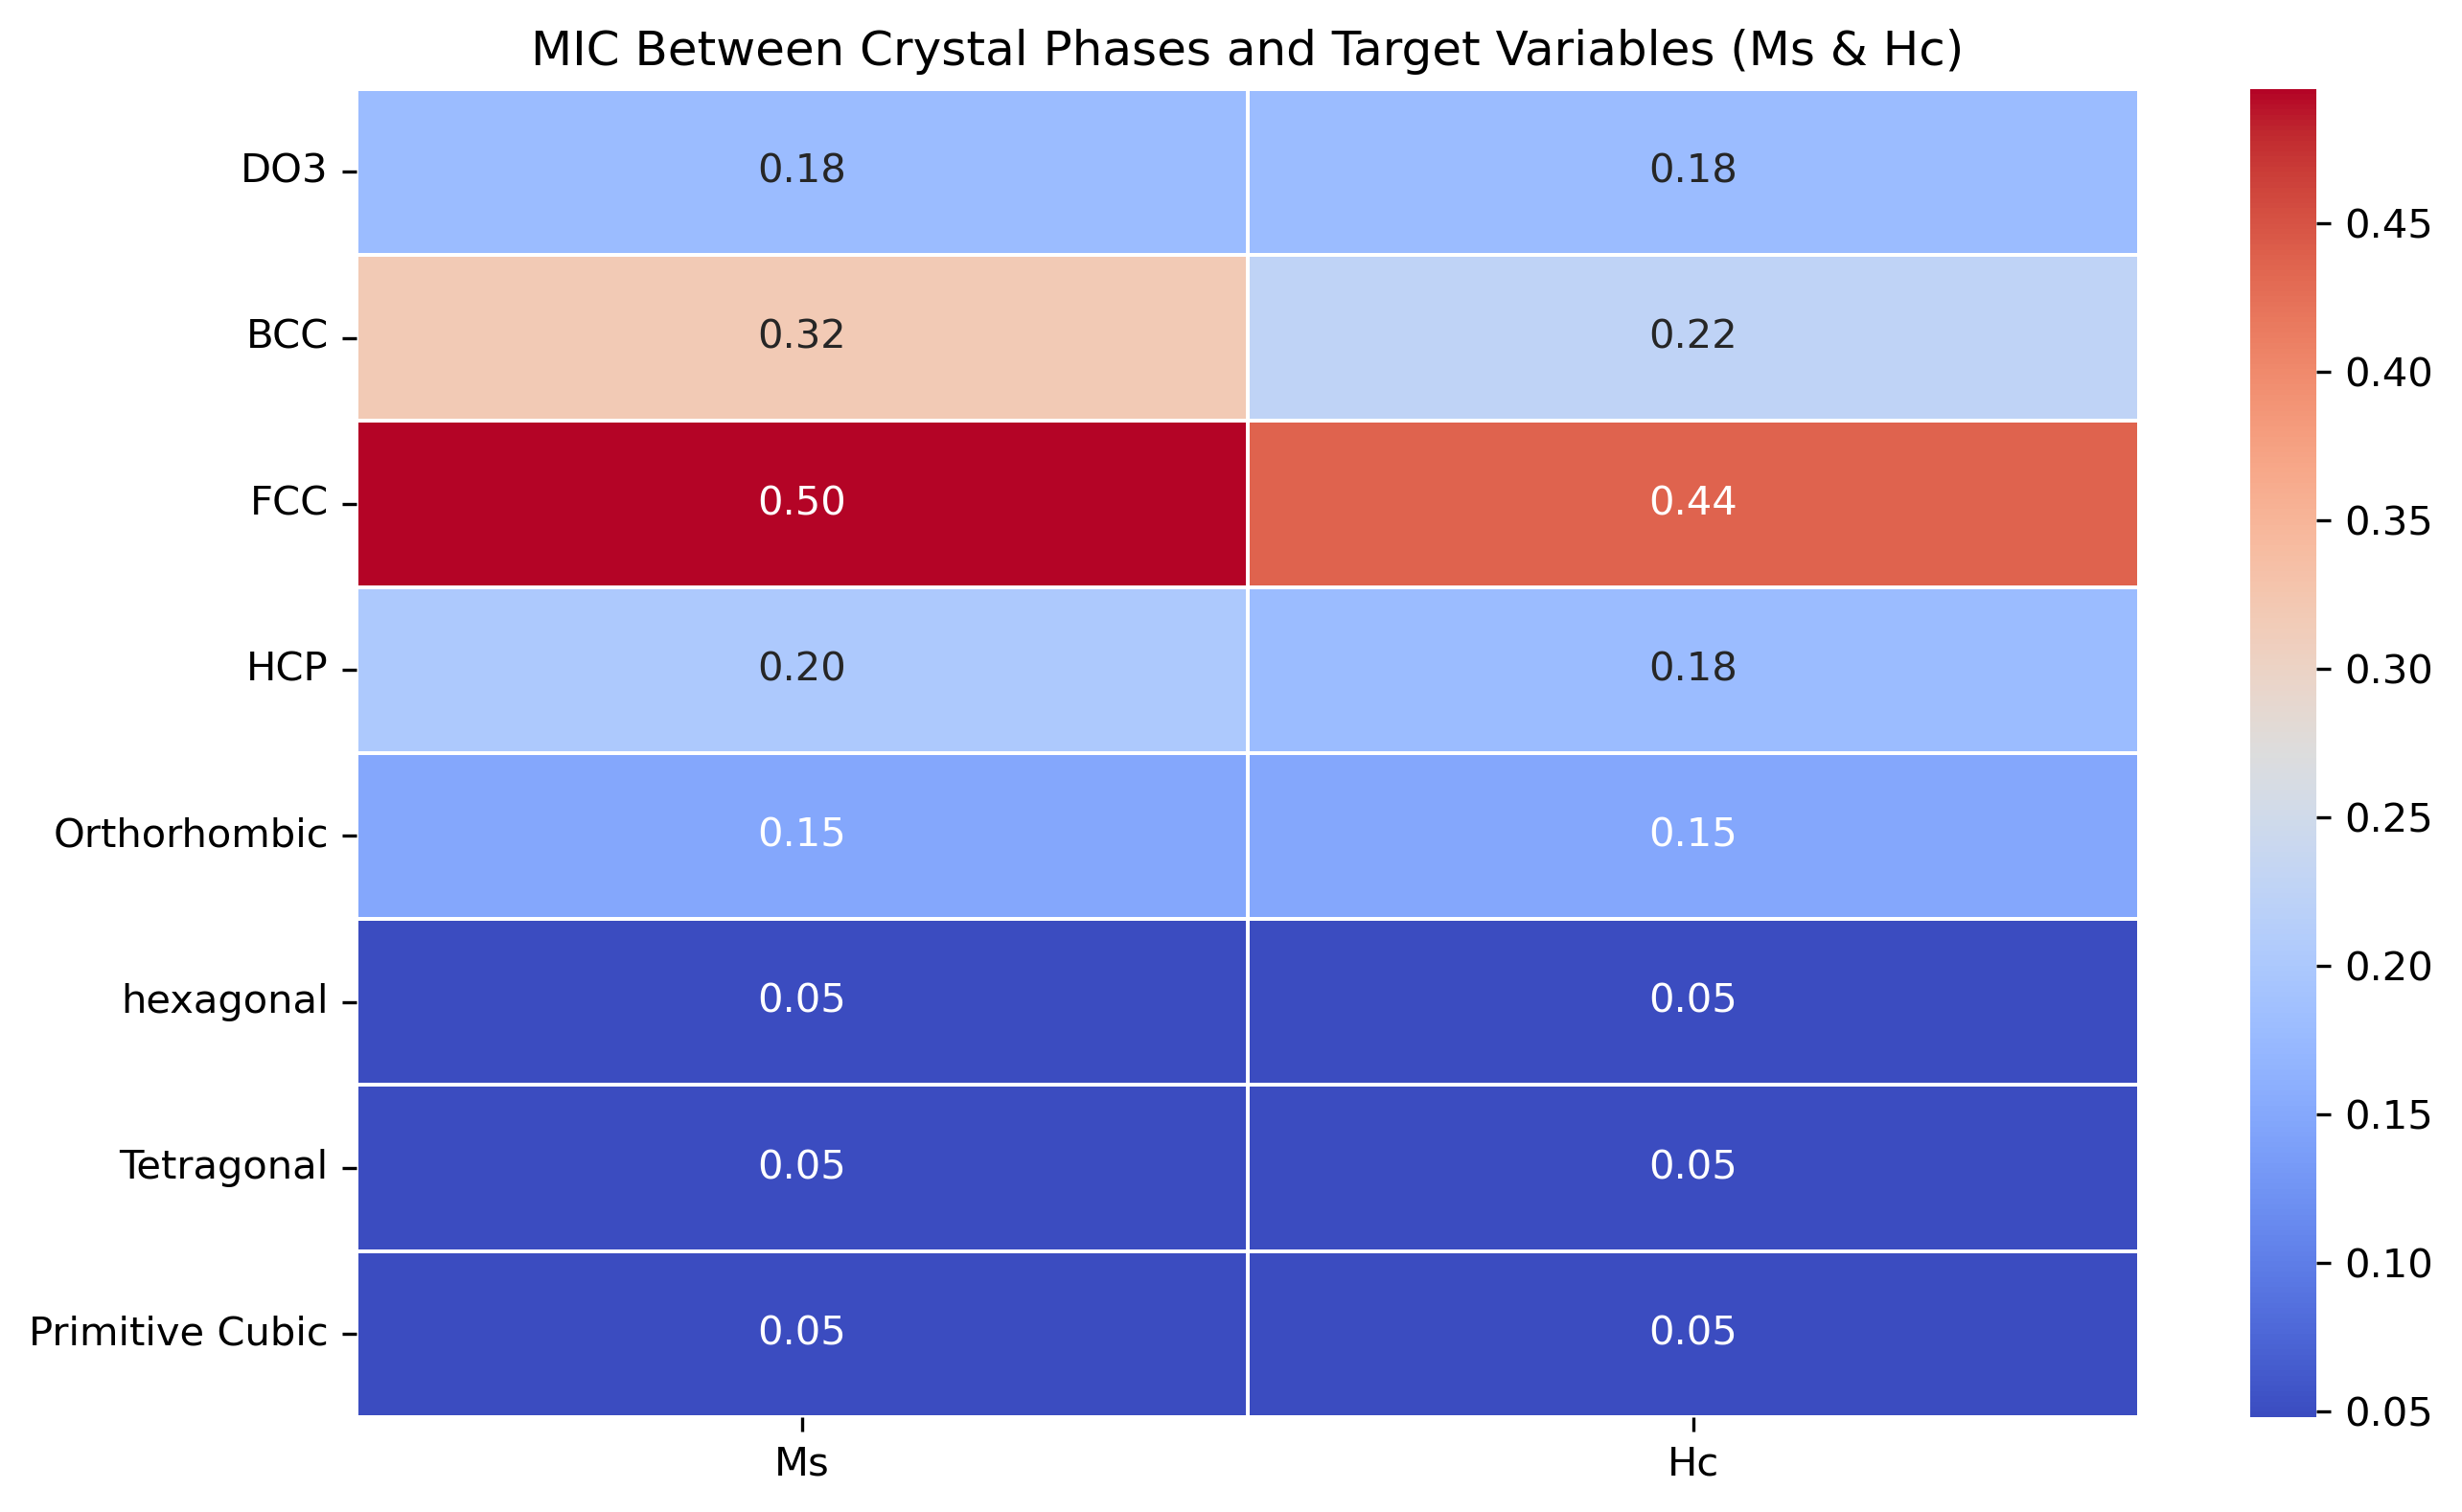 MIC Between Crystal Phases and Target Variables (Ms & Hc)
DO3 0.18 0.18
BCC 0.32 0.22
FCC 0.50 0.44
HCP 0.20 0.18
Orthorhombic 0.15 0.15
hexagonal 0.05 0.05
Tetragonal 0.05 0.05
Primitive Cubic 0.05 0.05
Ms Hc
0.45
0.40
0.35
0.30
0.25
0.20
0.15
0.10
0.05